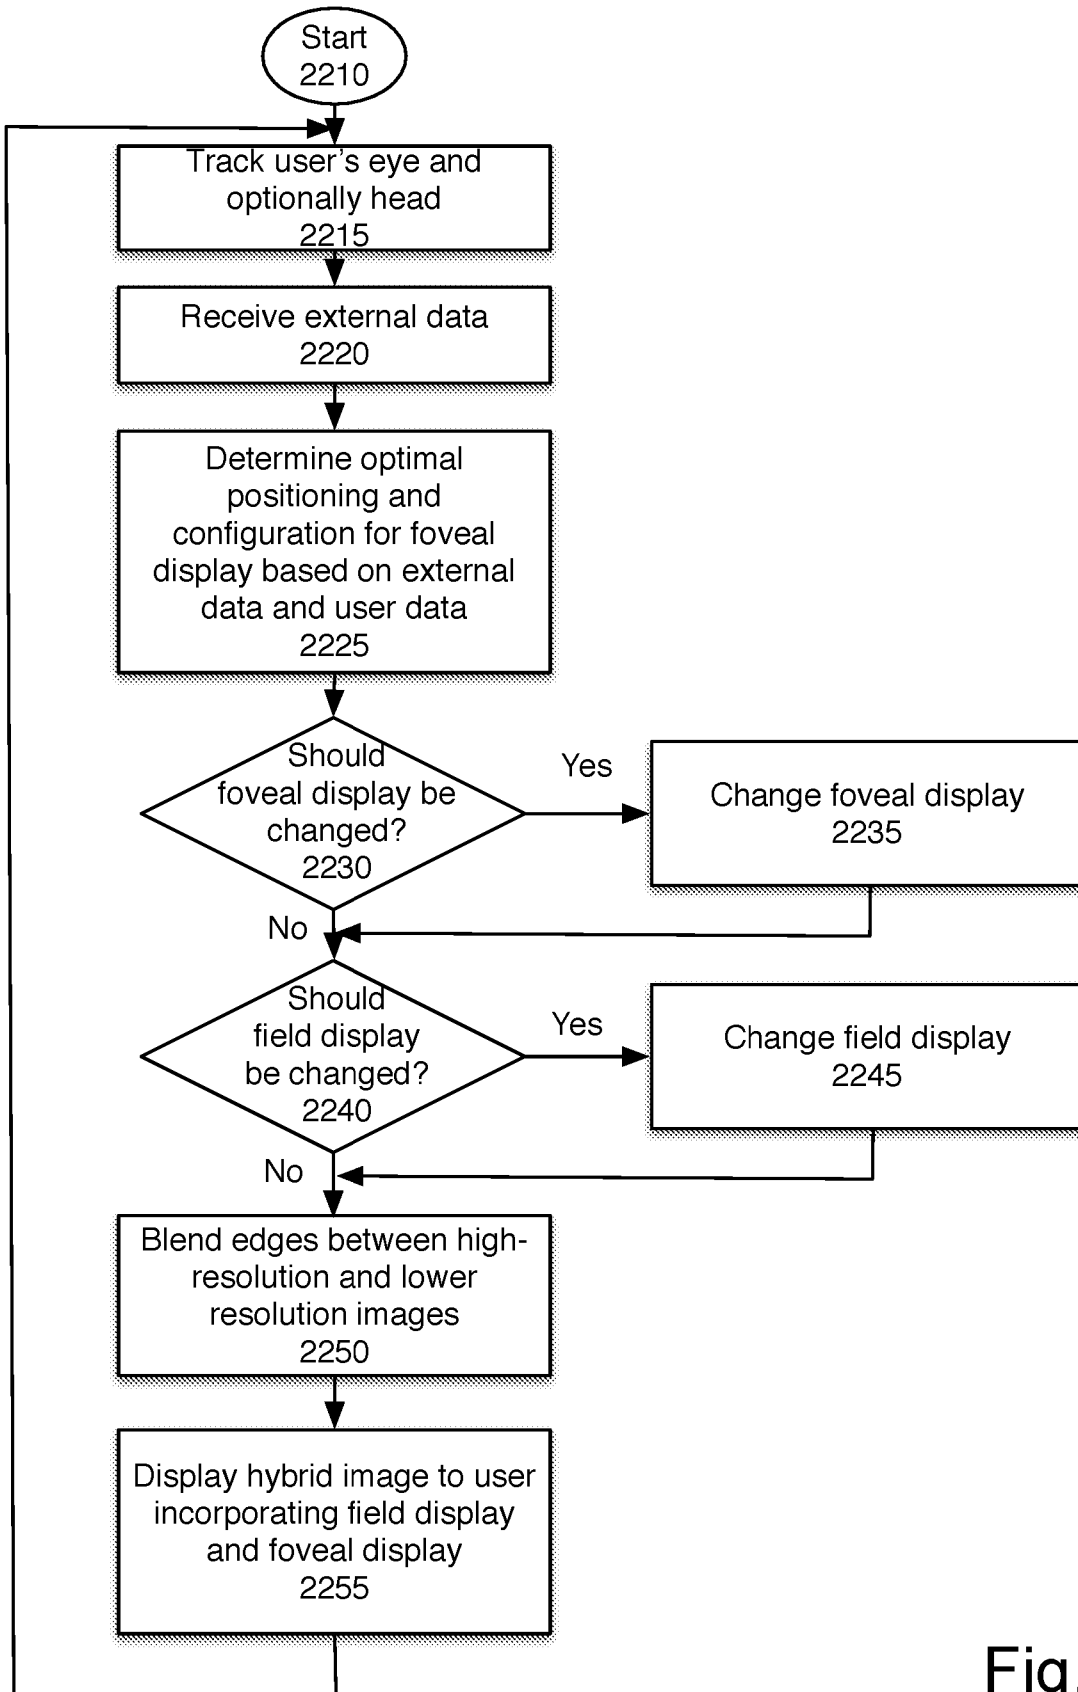 Start
2210
Track user's eye and
optionally head
2215
Receive external data
2220
Determine optimal
positioning and
configuration for foveal
display based on external
data and user data
2225
Should
foveal display be
changed?
2230
Yes
Change foveal display
2235
No
Should
field display
be changed?
2240
Yes
Change field display
2245
No
Blend edges between high-
resolution and lower
resolution images
2250
Display hybrid image to user
incorporating field display
and foveal display
2255
Fig.